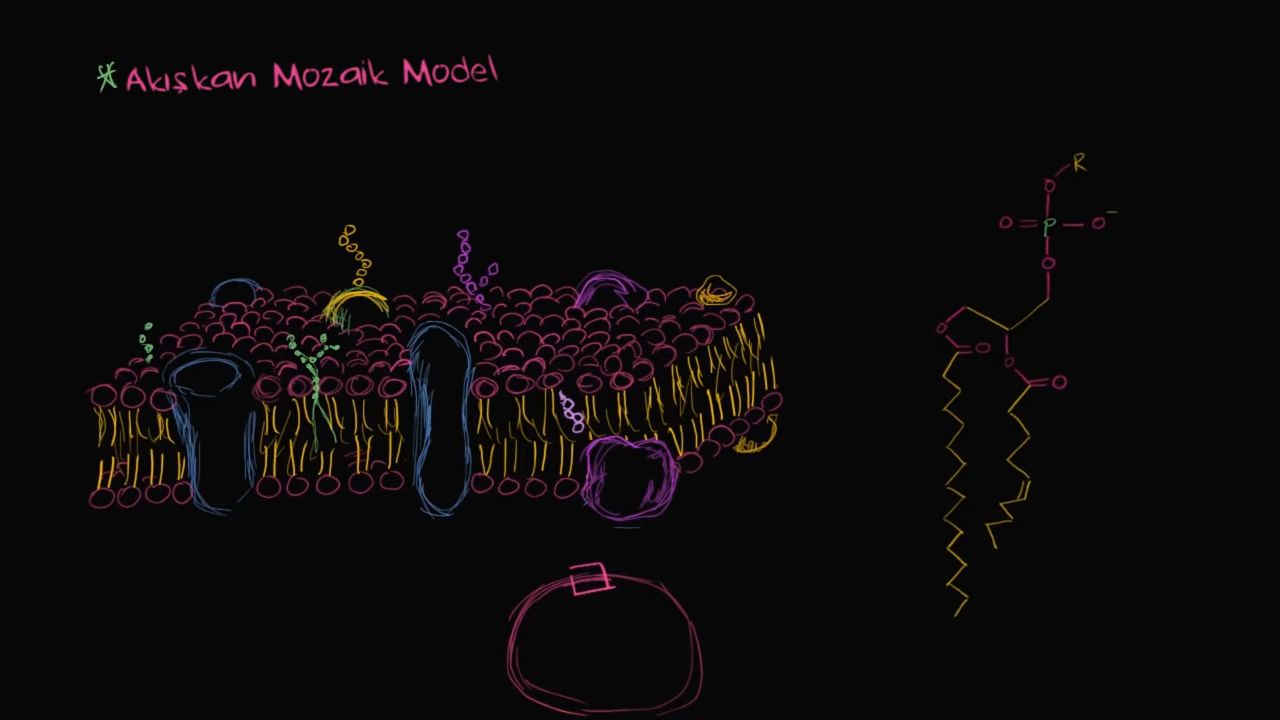 * Akışkan Mozaik Model
R
O
O = P - O⁻
O
O
O
O
O